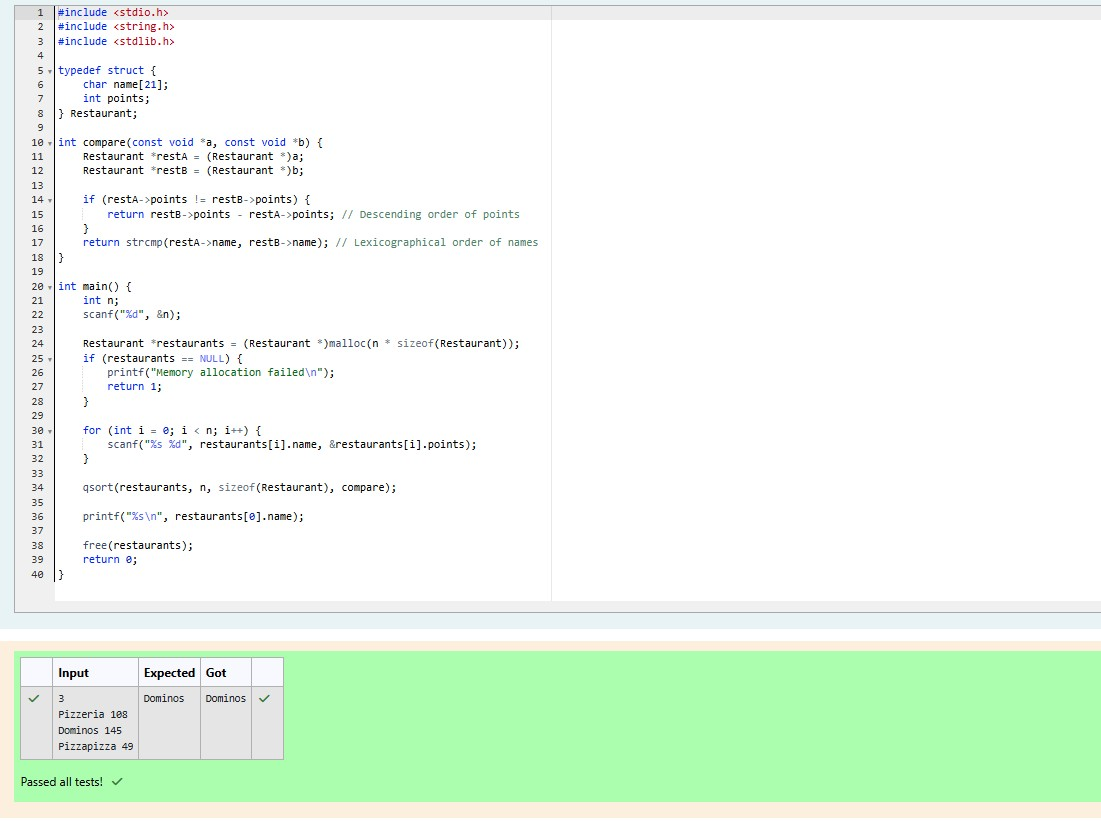 1 #include <stdio.h>
2 #include <string.h>
3 #include <stdlib.h>
4
5 typedef struct {
6     char name[21];
7     int points;
8 } Restaurant;
9
10 int compare(const void *a, const void *b) {
11     Restaurant *restA = (Restaurant *)a;
12     Restaurant *restB = (Restaurant *)b;
13
14     if (restA->points != restB->points) {
15         return restB->points - restA->points; // Descending order of points
16     }
17     return strcmp(restA->name, restB->name); // Lexicographical order of names
18 }
19
20 int main() {
21     int n;
22     scanf("%d", &n);
23
24     Restaurant *restaurants = (Restaurant *)malloc(n * sizeof(Restaurant));
25     if (restaurants == NULL) {
26         printf("Memory allocation failed\n");
27         return 1;
28     }
29
30     for (int i = 0; i < n; i++) {
31         scanf("%s %d", restaurants[i].name, &restaurants[i].points);
32     }
33
34     qsort(restaurants, n, sizeof(Restaurant), compare);
35
36     printf("%s\n", restaurants[0].name);
37
38     free(restaurants);
39     return 0;
40 }
Input Expected Got
3 Dominos Dominos
Pizzeria 108
Dominos 145
Pizzapizza 49
Passed all tests!